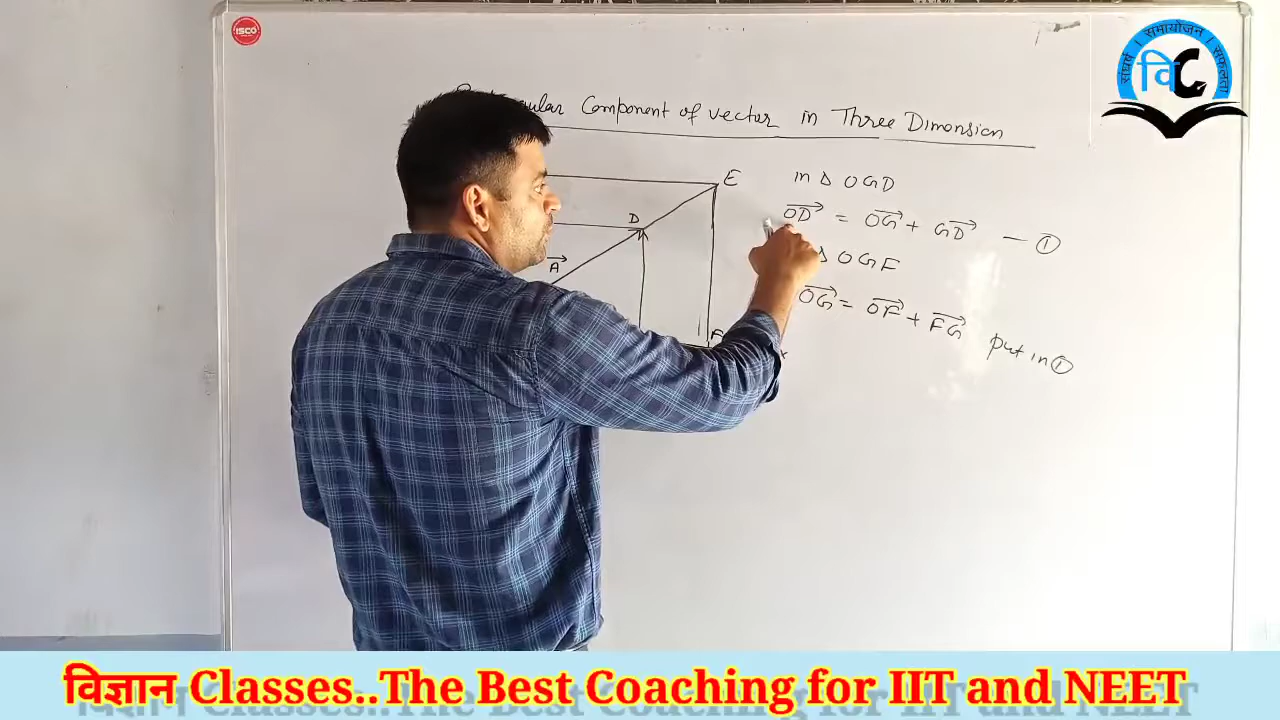 ISCO
संघर्ष । समायोजन । सफलता
वि C
Component of vector in Three Dimension
E
D
A
F
x
in Δ OGD
OD = OG + GD — ①
Δ OGF
OG = OF + FG put in ①
विज्ञान Classes..The Best Coaching for IIT and NEET